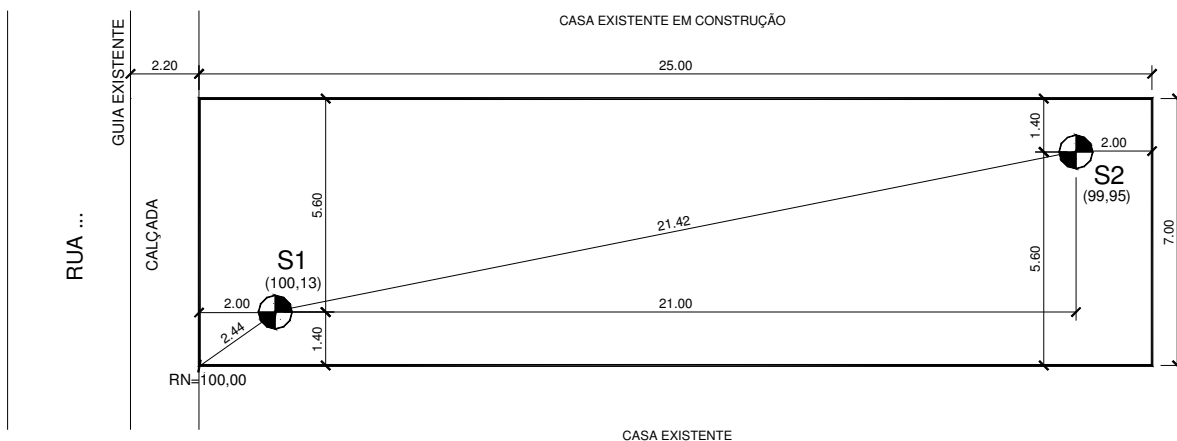 CASA EXISTENTE EM CONSTRUÇÃO
GUIA EXISTENTE
2.20
25.00
1.40
2.00
S2
(99,95)
5.60
21.42
5.60
7.00
RUA ...
CALÇADA
S1
(100,13)
2.00
21.00
2.44
1.40
RN=100,00
CASA EXISTENTE